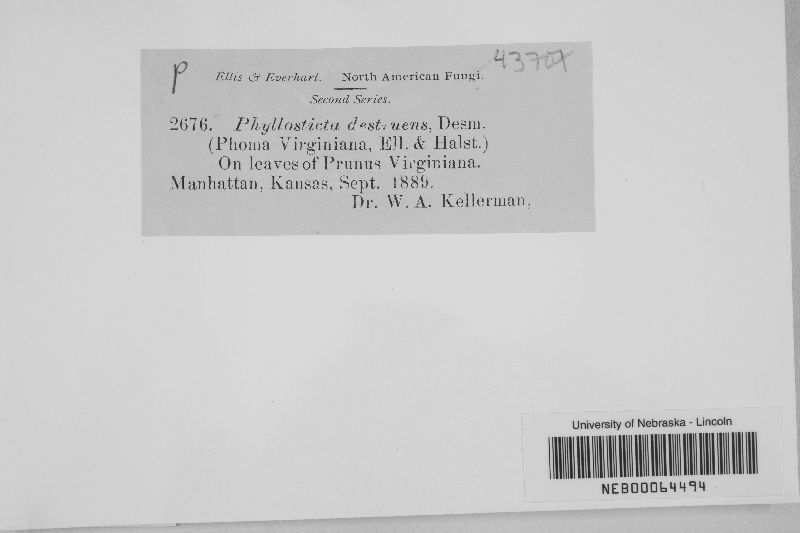 P
43707
Ellis & Everhart. North American Fungi.
Second Series.
2676. Phyllosticta destruens, Desm.
(Phoma Virginiana, Ell. & Halst.)
On leaves of Prunus Virginiana.
Manhattan, Kansas, Sept. 1889.
Dr. W. A. Kellerman,
University of Nebraska - Lincoln
NEB00064494